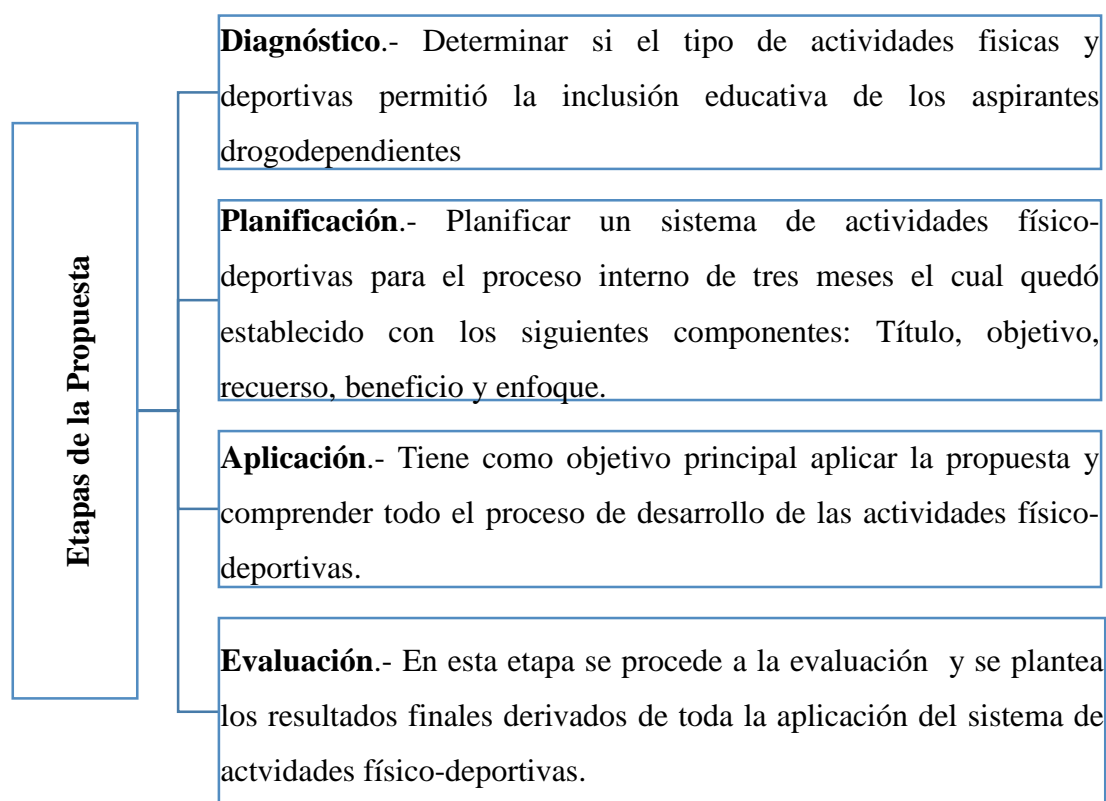 Etapas de la Propuesta
Diagnóstico.- Determinar si el tipo de actividades fisicas y
deportivas permitió la inclusión educativa de los aspirantes
drogodependientes
Planificación.- Planificar un sistema de actividades físico-
deportivas para el proceso interno de tres meses el cual quedó
establecido con los siguientes componentes: Título, objetivo,
recuerso, beneficio y enfoque.
Aplicación.- Tiene como objetivo principal aplicar la propuesta y
comprender todo el proceso de desarrollo de las actividades físico-
deportivas.
Evaluación.- En esta etapa se procede a la evaluación y se plantea
los resultados finales derivados de toda la aplicación del sistema de
actvidades físico-deportivas.